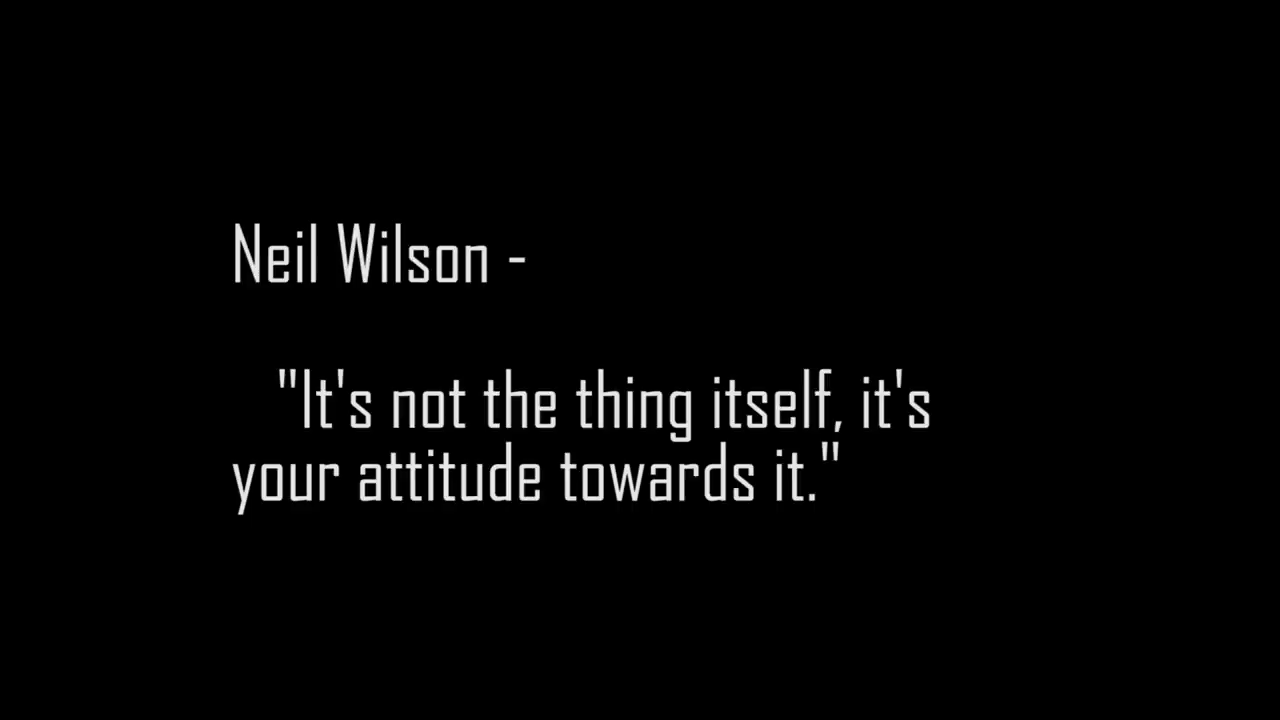 Neil Wilson -
"It's not the thing itself, it's
your attitude towards it."